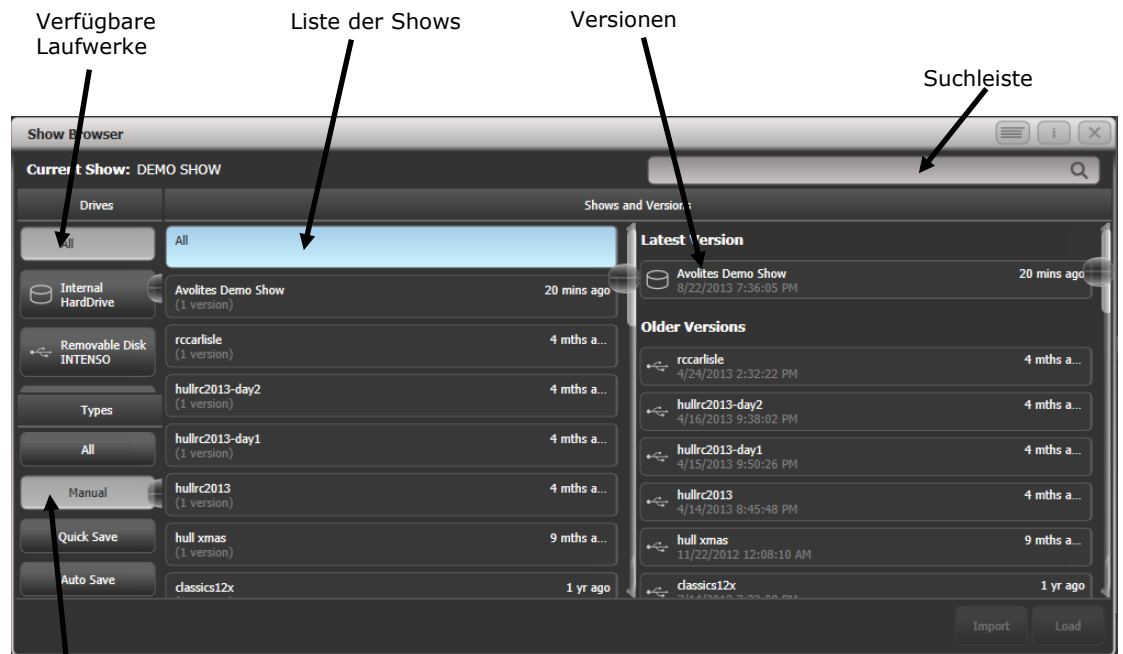 Verfügbare
Laufwerke
Liste der Shows
Versionen
Suchleiste
Show Browser
Current Show: DEMO SHOW
Drives
Shows and Versions
All
Internal
HardDrive
Removable Disk
INTENSO
Types
All
Manual
Quick Save
Auto Save
All
Avolites Demo Show 20 mins ago
(1 version)
rccarlisle 4 mths a...
(1 version)
hullrc2013-day2 4 mths a...
(1 version)
hullrc2013-day1 4 mths a...
(1 version)
hullrc2013 4 mths a...
(1 version)
hull xmas 9 mths a...
(1 version)
classics12x 1 yr ago
Latest Version
Avolites Demo Show 20 mins ago
8/22/2013 7:36:05 PM
Older Versions
rccarlisle 4 mths a...
4/24/2013 2:32:22 PM
hullrc2013-day2 4 mths a...
4/16/2013 9:38:02 PM
hullrc2013-day1 4 mths a...
4/15/2013 9:50:26 PM
hullrc2013 4 mths a...
4/14/2013 8:45:48 PM
hull xmas 9 mths a...
11/22/2012 12:08:10 AM
classics12x 1 yr ago
Import Load